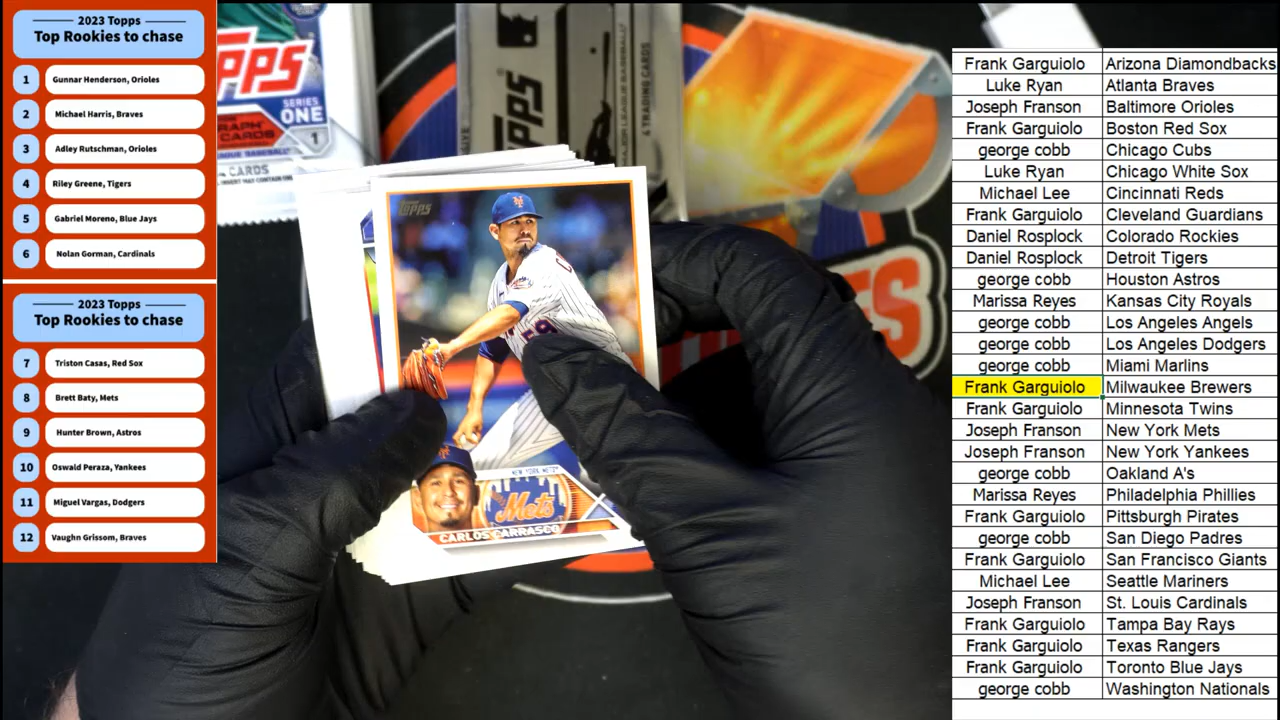 2023 Topps
Top Rookies to chase
1 Gunnar Henderson, Orioles
2 Michael Harris, Braves
3 Adley Rutschman, Orioles
4 Riley Greene, Tigers
5 Gabriel Moreno, Blue Jays
6 Nolan Gorman, Cardinals
2023 Topps
Top Rookies to chase
7 Triston Casas, Red Sox
8 Brett Baty, Mets
9 Hunter Brown, Astros
10 Oswald Peraza, Yankees
11 Miguel Vargas, Dodgers
12 Vaughn Grissom, Braves
SERIES
ONE
1
CARDS
4 TRADING CARDS
TOPPS
59
NEW YORK METS
Mets
CARLOS CARRASCO
Frank Garguiolo Arizona Diamondbacks
Luke Ryan Atlanta Braves
Joseph Franson Baltimore Orioles
Frank Garguiolo Boston Red Sox
george cobb Chicago Cubs
Luke Ryan Chicago White Sox
Michael Lee Cincinnati Reds
Frank Garguiolo Cleveland Guardians
Daniel Rosplock Colorado Rockies
Daniel Rosplock Detroit Tigers
george cobb Houston Astros
Marissa Reyes Kansas City Royals
george cobb Los Angeles Angels
george cobb Los Angeles Dodgers
george cobb Miami Marlins
Frank Garguiolo Milwaukee Brewers
Frank Garguiolo Minnesota Twins
Joseph Franson New York Mets
Joseph Franson New York Yankees
george cobb Oakland A's
Marissa Reyes Philadelphia Phillies
Frank Garguiolo Pittsburgh Pirates
george cobb San Diego Padres
Frank Garguiolo San Francisco Giants
Michael Lee Seattle Mariners
Joseph Franson St. Louis Cardinals
Frank Garguiolo Tampa Bay Rays
Frank Garguiolo Texas Rangers
Frank Garguiolo Toronto Blue Jays
george cobb Washington Nationals